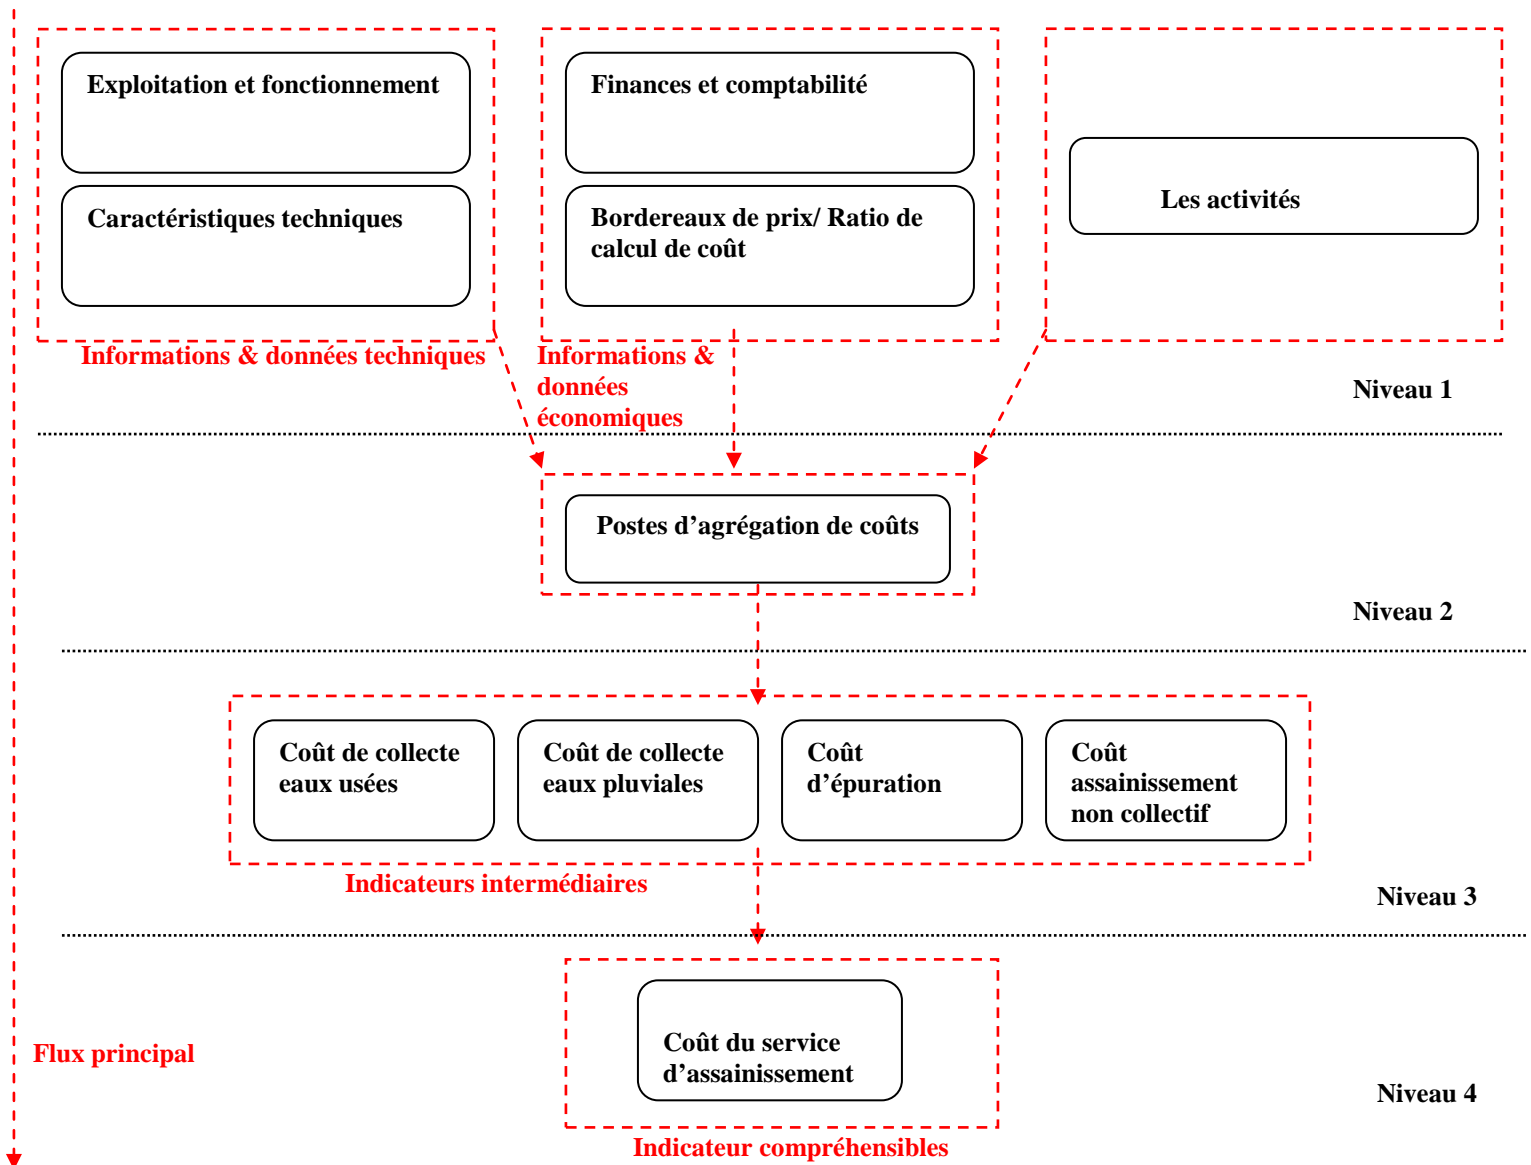 Exploitation et fonctionnement
Caractéristiques techniques
Informations & données techniques
Finances et comptabilité
Bordereaux de prix/ Ratio de
calcul de coût
Informations &
données
économiques
Les activités
Niveau 1
Postes d’agrégation de coûts
Niveau 2
Coût de collecte
eaux usées
Coût de collecte
eaux pluviales
Coût
d’épuration
Coût
assainissement
non collectif
Indicateurs intermédiaires
Niveau 3
Coût du service
d’assainissement
Flux principal
Niveau 4
Indicateur compréhensibles